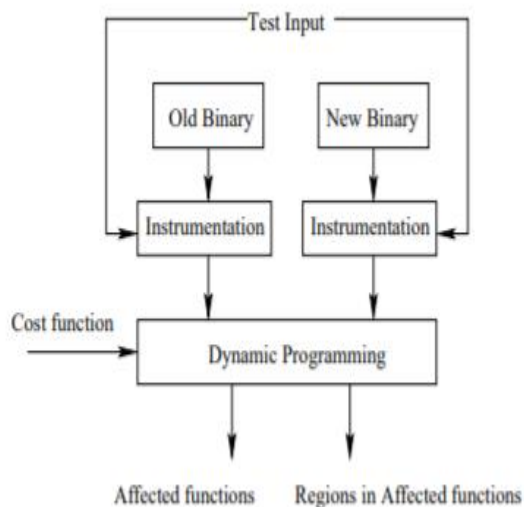 Test Input
Old Binary
New Binary
Instrumentation
Instrumentation
Cost function
Dynamic Programming
Affected functions
Regions in Affected functions